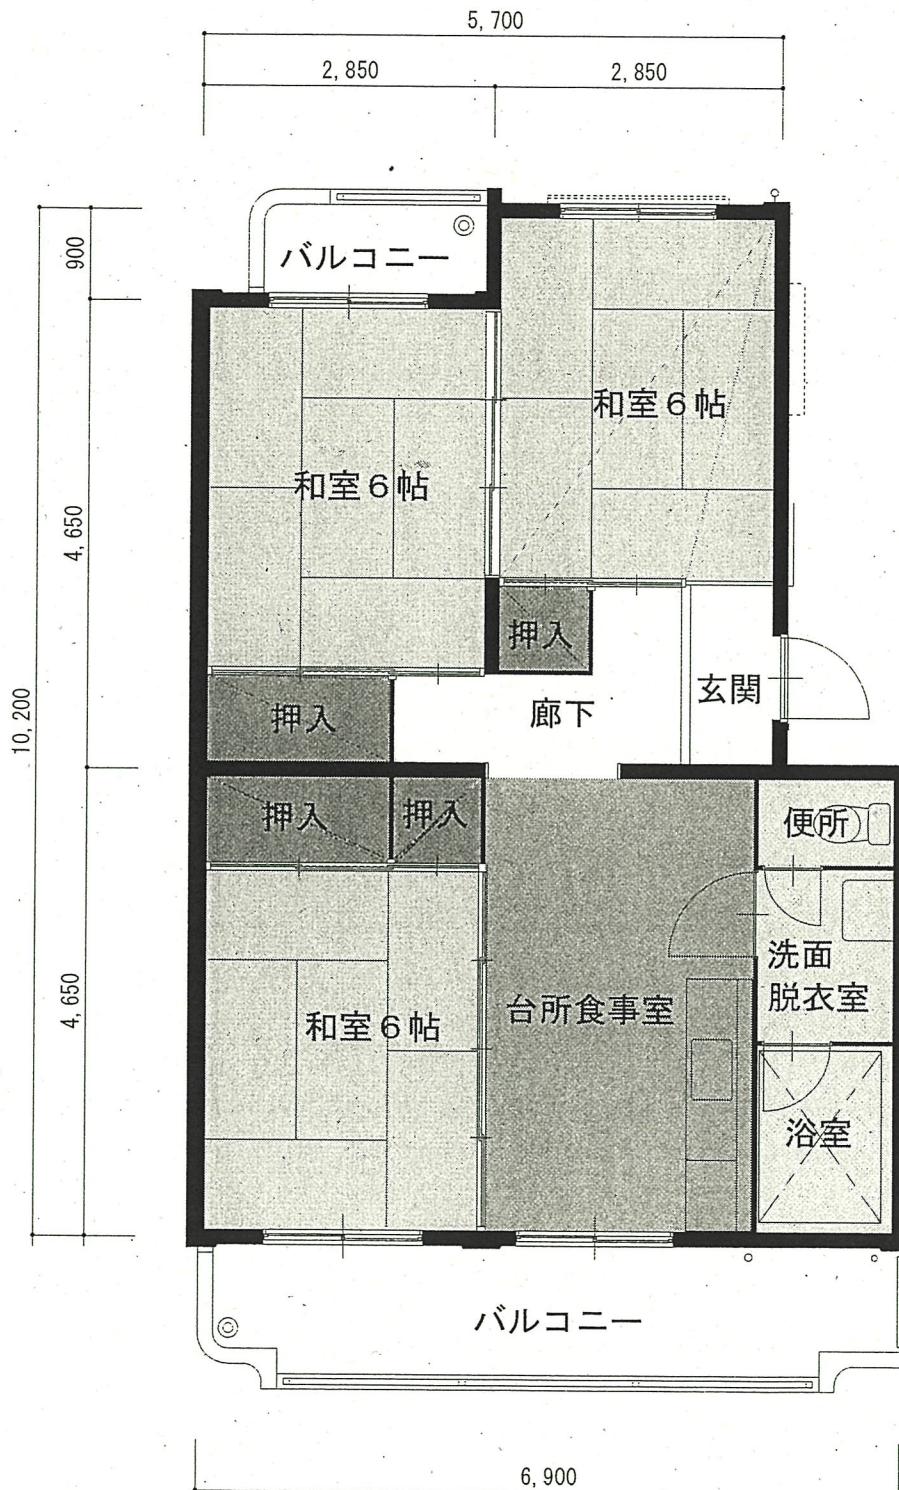 5,700
2,850
2,850
900
4,650
10,200
4,650
バルコニー
和室6帖
和室6帖
押入
押入
廊下
玄関
押入
押入
便所
洗面
脱衣室
和室6帖
台所食事室
浴室
バルコニー
6,900